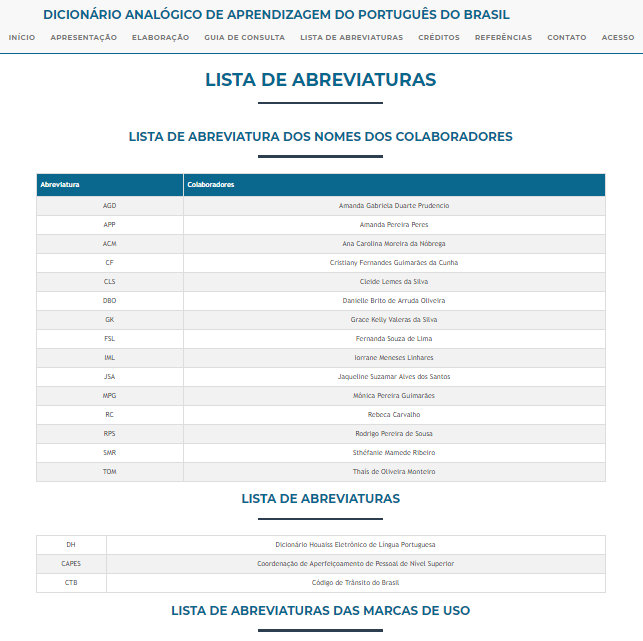 DICIONÁRIO ANALÓGICO DE APRENDIZAGEM DO PORTUGUÊS DO BRASIL
INÍCIO APRESENTAÇÃO ELABORAÇÃO GUIA DE CONSULTA LISTA DE ABREVIATURAS CRÉDITOS REFERÊNCIAS CONTATO ACESSO
LISTA DE ABREVIATURAS
LISTA DE ABREVIATURA DOS NOMES DOS COLABORADORES
Abreviatura Colaboradores
AGD Amanda Gabriela Duarte Prudencio
APP Amanda Pereira Peres
ACM Ana Carolina Moreira da Nóbrega
CF Cristiany Fernandes Guimarães da Cunha
CLS Cleide Lemes da Silva
DBO Danielle Brito de Arruda Oliveira
GK Grace Kelly Valeras da Silva
FSL Fernanda Souza de Lima
IML Iorrane Meneses Linhares
JSA Jaqueline Suzamar Alves dos Santos
MPG Mônica Pereira Guimarães
RC Rebeca Carvalho
RPS Rodrigo Pereira de Sousa
SMR Sthéfanie Mamede Ribeiro
TOM Thais de Oliveira Monteiro
LISTA DE ABREVIATURAS
DH Dicionário Houaiss Eletrônico de Língua Portuguesa
CAPES Coordenação de Aperfeiçoamento de Pessoal de Nível Superior
CTB Código de Trânsito do Brasil
LISTA DE ABREVIATURAS DAS MARCAS DE USO